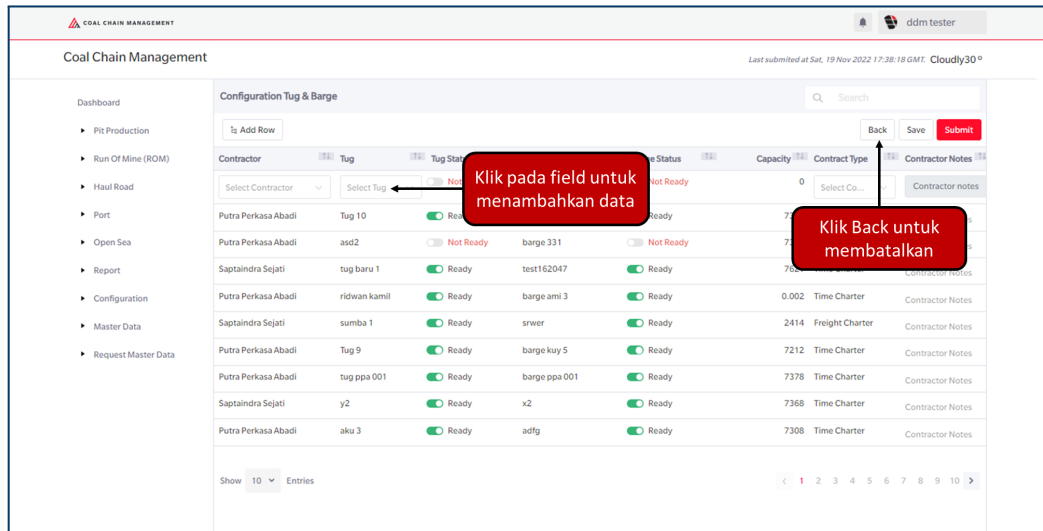 COAL CHAIN MANAGEMENT
ddm tester
Coal Chain Management
Last submited at Sat, 19 Nov 2022 17:38:18 GMT. Cloudly30°
Dashboard
Pit Production
Run Of Mine (ROM)
Haul Road
Port
Open Sea
Report
Configuration
Master Data
Request Master Data
Configuration Tug & Barge
Search
Add Row
Back
Save
Submit
Contractor Tug Tug Stat Status Capacity Contract Type Contractor Notes
Select Contractor Select Tug Not Not Ready 0 Select Co... Contractor notes
Klik pada field untuk
menambahkan data
Klik Back untuk
membatalkan
Putra Perkasa Abadi Tug 10 Ready
Putra Perkasa Abadi asd2 Not Ready barge 331 Not Ready
Saptaindra Sejati tug baru 1 Ready test162047 Ready Time Charter Contractor Notes
Putra Perkasa Abadi ridwan kamil Ready barge ami 3 Ready 0.002 Time Charter Contractor Notes
Saptaindra Sejati sumba 1 Ready srwer Ready 2414 Freight Charter Contractor Notes
Putra Perkasa Abadi Tug 9 Ready barge kuy 5 Ready 7212 Time Charter Contractor Notes
Putra Perkasa Abadi tug ppa 001 Ready barge ppa 001 Ready 7378 Time Charter Contractor Notes
Saptaindra Sejati y2 Ready x2 Ready 7368 Time Charter Contractor Notes
Putra Perkasa Abadi aku 3 Ready adfg Ready 7308 Time Charter Contractor Notes
Show 10 Entries
1 2 3 4 5 6 7 8 9 10